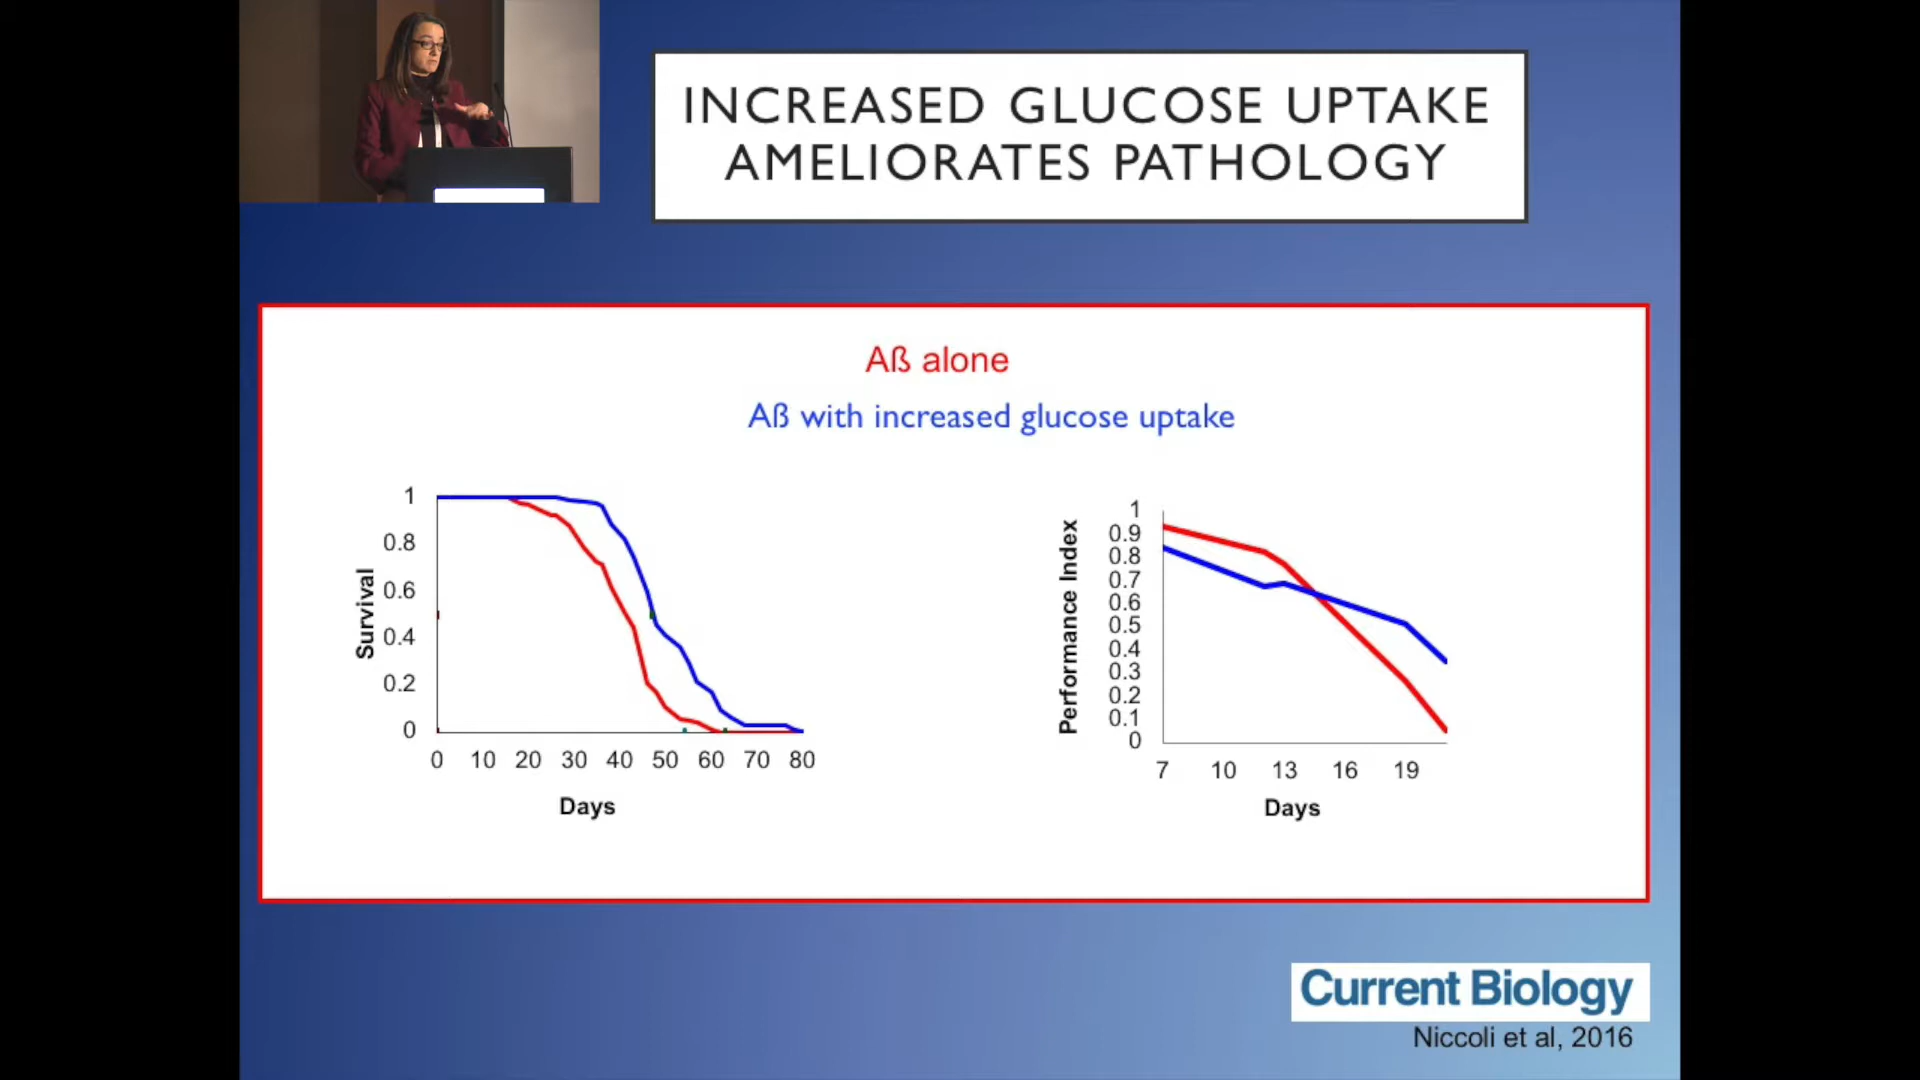 INCREASED GLUCOSE UPTAKE
AMELIORATES PATHOLOGY
Aß alone
Aß with increased glucose uptake
Survival
1
0.8
0.6
0.4
0.2
0
0 10 20 30 40 50 60 70 80
Days
Performance Index
1
0.9
0.8
0.7
0.6
0.5
0.4
0.3
0.2
0.1
0
7 10 13 16 19
Days
Current Biology
Niccoli et al, 2016